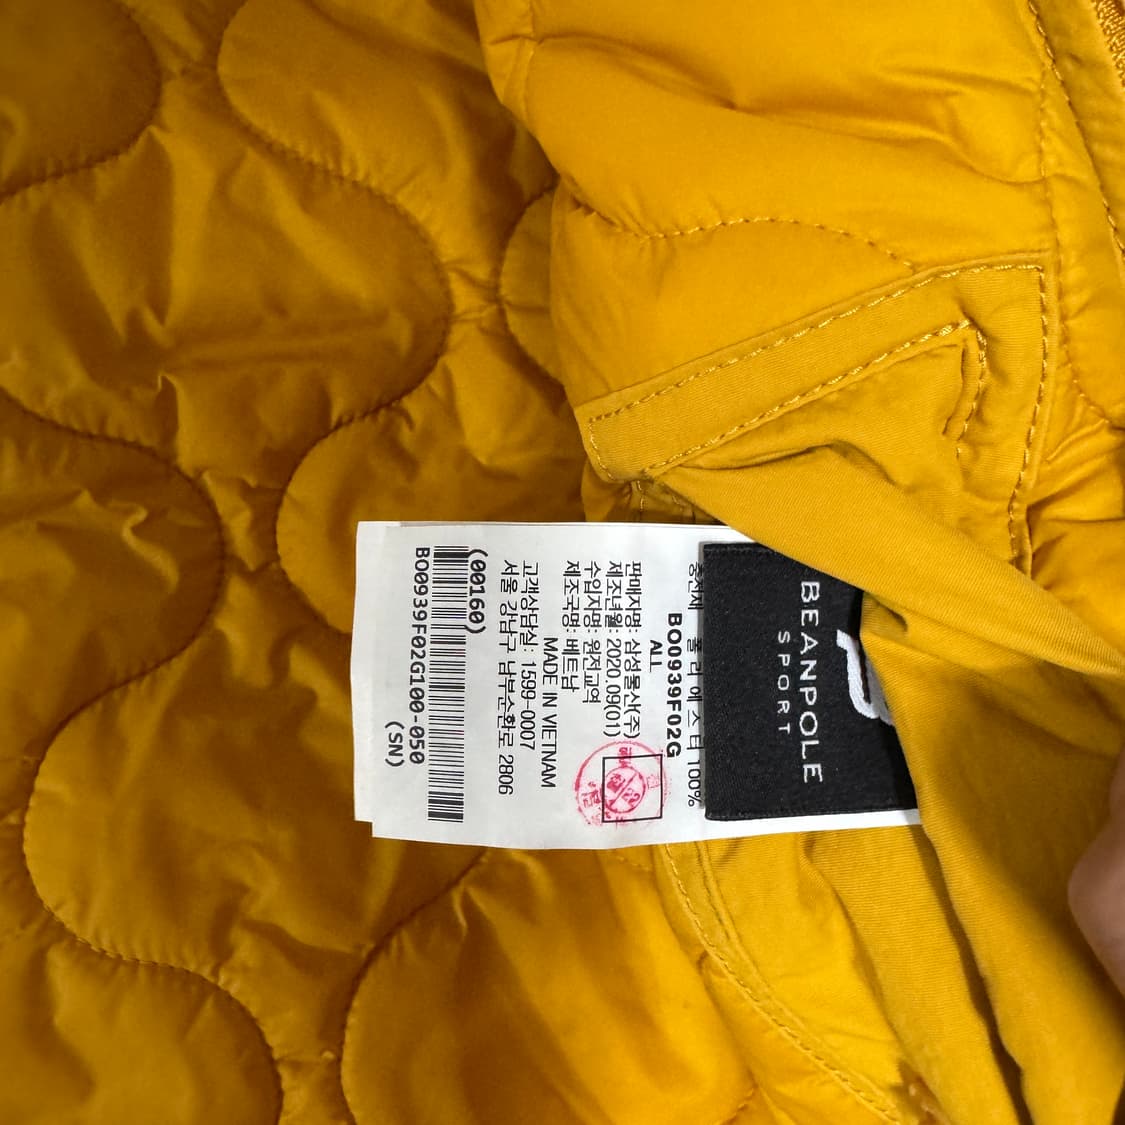 BEANPOLE
SPORT
충전재 폴리에스터 100%
BO0939F02G
ALL
판매자명: 삼성물산(주)
제조년월: 2020.09(01)
수입자명: 원전교역
제조국명: 베트남
MADE IN VIETNAM
고객상담실: 1599-0007
서울 강남구 남부순환로 2806
(00160)
BO0939F02G100-050
(SN)